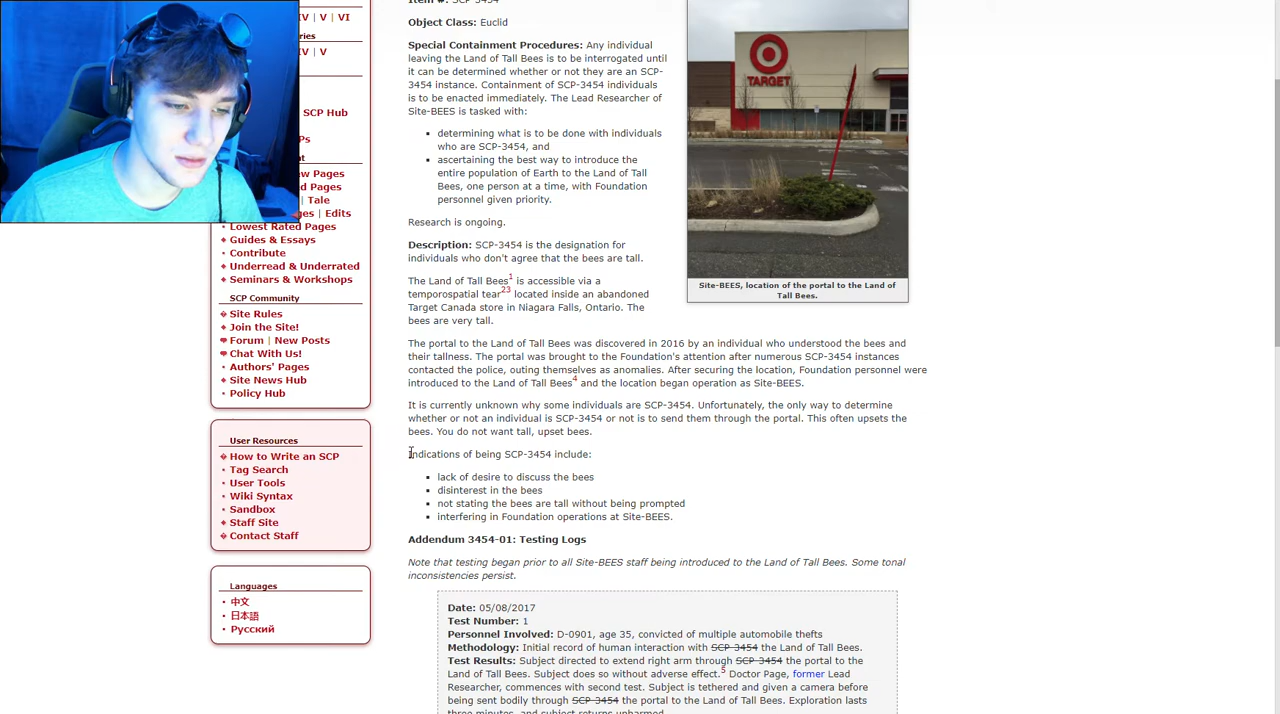 IV | V | VI
ries
IV | V
SCP Hub
Ps
nt
w Pages
d Pages
| Tale
ges | Edits
Lowest Rated Pages
Guides & Essays
Contribute
Underread & Underrated
Seminars & Workshops
SCP Community
Site Rules
Join the Site!
Forum | New Posts
Chat With Us!
Authors' Pages
Site News Hub
Policy Hub
User Resources
How to Write an SCP
Tag Search
User Tools
Wiki Syntax
Sandbox
Staff Site
Contact Staff
Languages
中文
日本語
Русский
Item #: SCP-3454
Object Class: Euclid
Special Containment Procedures: Any individual
leaving the Land of Tall Bees is to be interrogated until
it can be determined whether or not they are an SCP-
3454 instance. Containment of SCP-3454 individuals
is to be enacted immediately. The Lead Researcher of
Site-BEES is tasked with:
determining what is to be done with individuals
who are SCP-3454, and
ascertaining the best way to introduce the
entire population of Earth to the Land of Tall
Bees, one person at a time, with Foundation
personnel given priority.
Research is ongoing.
Description: SCP-3454 is the designation for
individuals who don't agree that the bees are tall.
The Land of Tall Bees1 is accessible via a
temporospatial tear23 located inside an abandoned
Target Canada store in Niagara Falls, Ontario. The
bees are very tall.
TARGET
Site-BEES, location of the portal to the Land of
Tall Bees.
The portal to the Land of Tall Bees was discovered in 2016 by an individual who understood the bees and
their tallness. The portal was brought to the Foundation's attention after numerous SCP-3454 instances
contacted the police, outing themselves as anomalies. After securing the location, Foundation personnel were
introduced to the Land of Tall Bees4 and the location began operation as Site-BEES.
It is currently unknown why some individuals are SCP-3454. Unfortunately, the only way to determine
whether or not an individual is SCP-3454 or not is to send them through the portal. This often upsets the
bees. You do not want tall, upset bees.
Indications of being SCP-3454 include:
lack of desire to discuss the bees
disinterest in the bees
not stating the bees are tall without being prompted
interfering in Foundation operations at Site-BEES.
Addendum 3454-01: Testing Logs
Note that testing began prior to all Site-BEES staff being introduced to the Land of Tall Bees. Some tonal
inconsistencies persist.
Date: 05/08/2017
Test Number: 1
Personnel Involved: D-0901, age 35, convicted of multiple automobile thefts
Methodology: Initial record of human interaction with SCP-3454 the Land of Tall Bees.
Test Results: Subject directed to extend right arm through SCP-3454 the portal to the
Land of Tall Bees. Subject does so without adverse effect.5 Doctor Page, former Lead
Researcher, commences with second test. Subject is tethered and given a camera before
being sent bodily through SCP-3454 the portal to the Land of Tall Bees. Exploration lasts
three minutes, and subject returns unharmed.